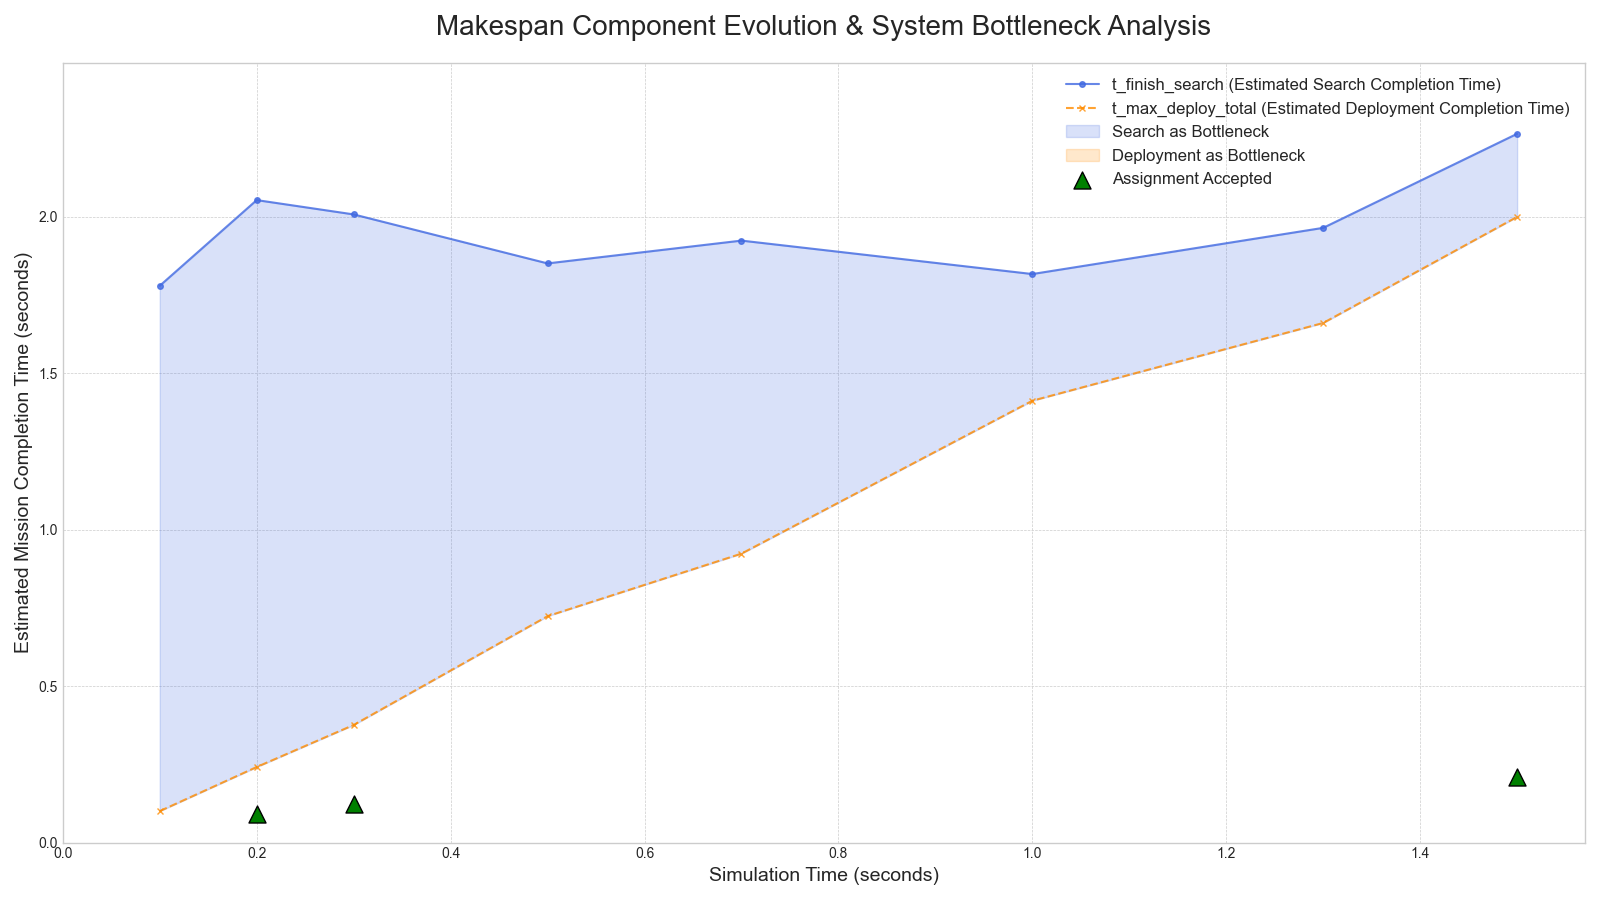 Makespan Component Evolution & System Bottleneck Analysis
t_finish_search (Estimated Search Completion Time)
t_max_deploy_total (Estimated Deployment Completion Time)
Search as Bottleneck
Deployment as Bottleneck
Assignment Accepted
Estimated Mission Completion Time (seconds)
2.0
1.5
1.0
0.5
0.0
0.0 0.2 0.4 0.6 0.8 1.0 1.2 1.4
Simulation Time (seconds)